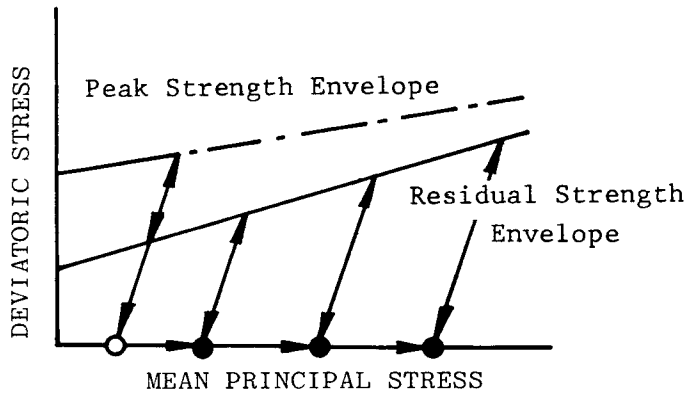 Peak Strength Envelope
DEVIATORIC STRESS
Residual Strength
Envelope
MEAN PRINCIPAL STRESS